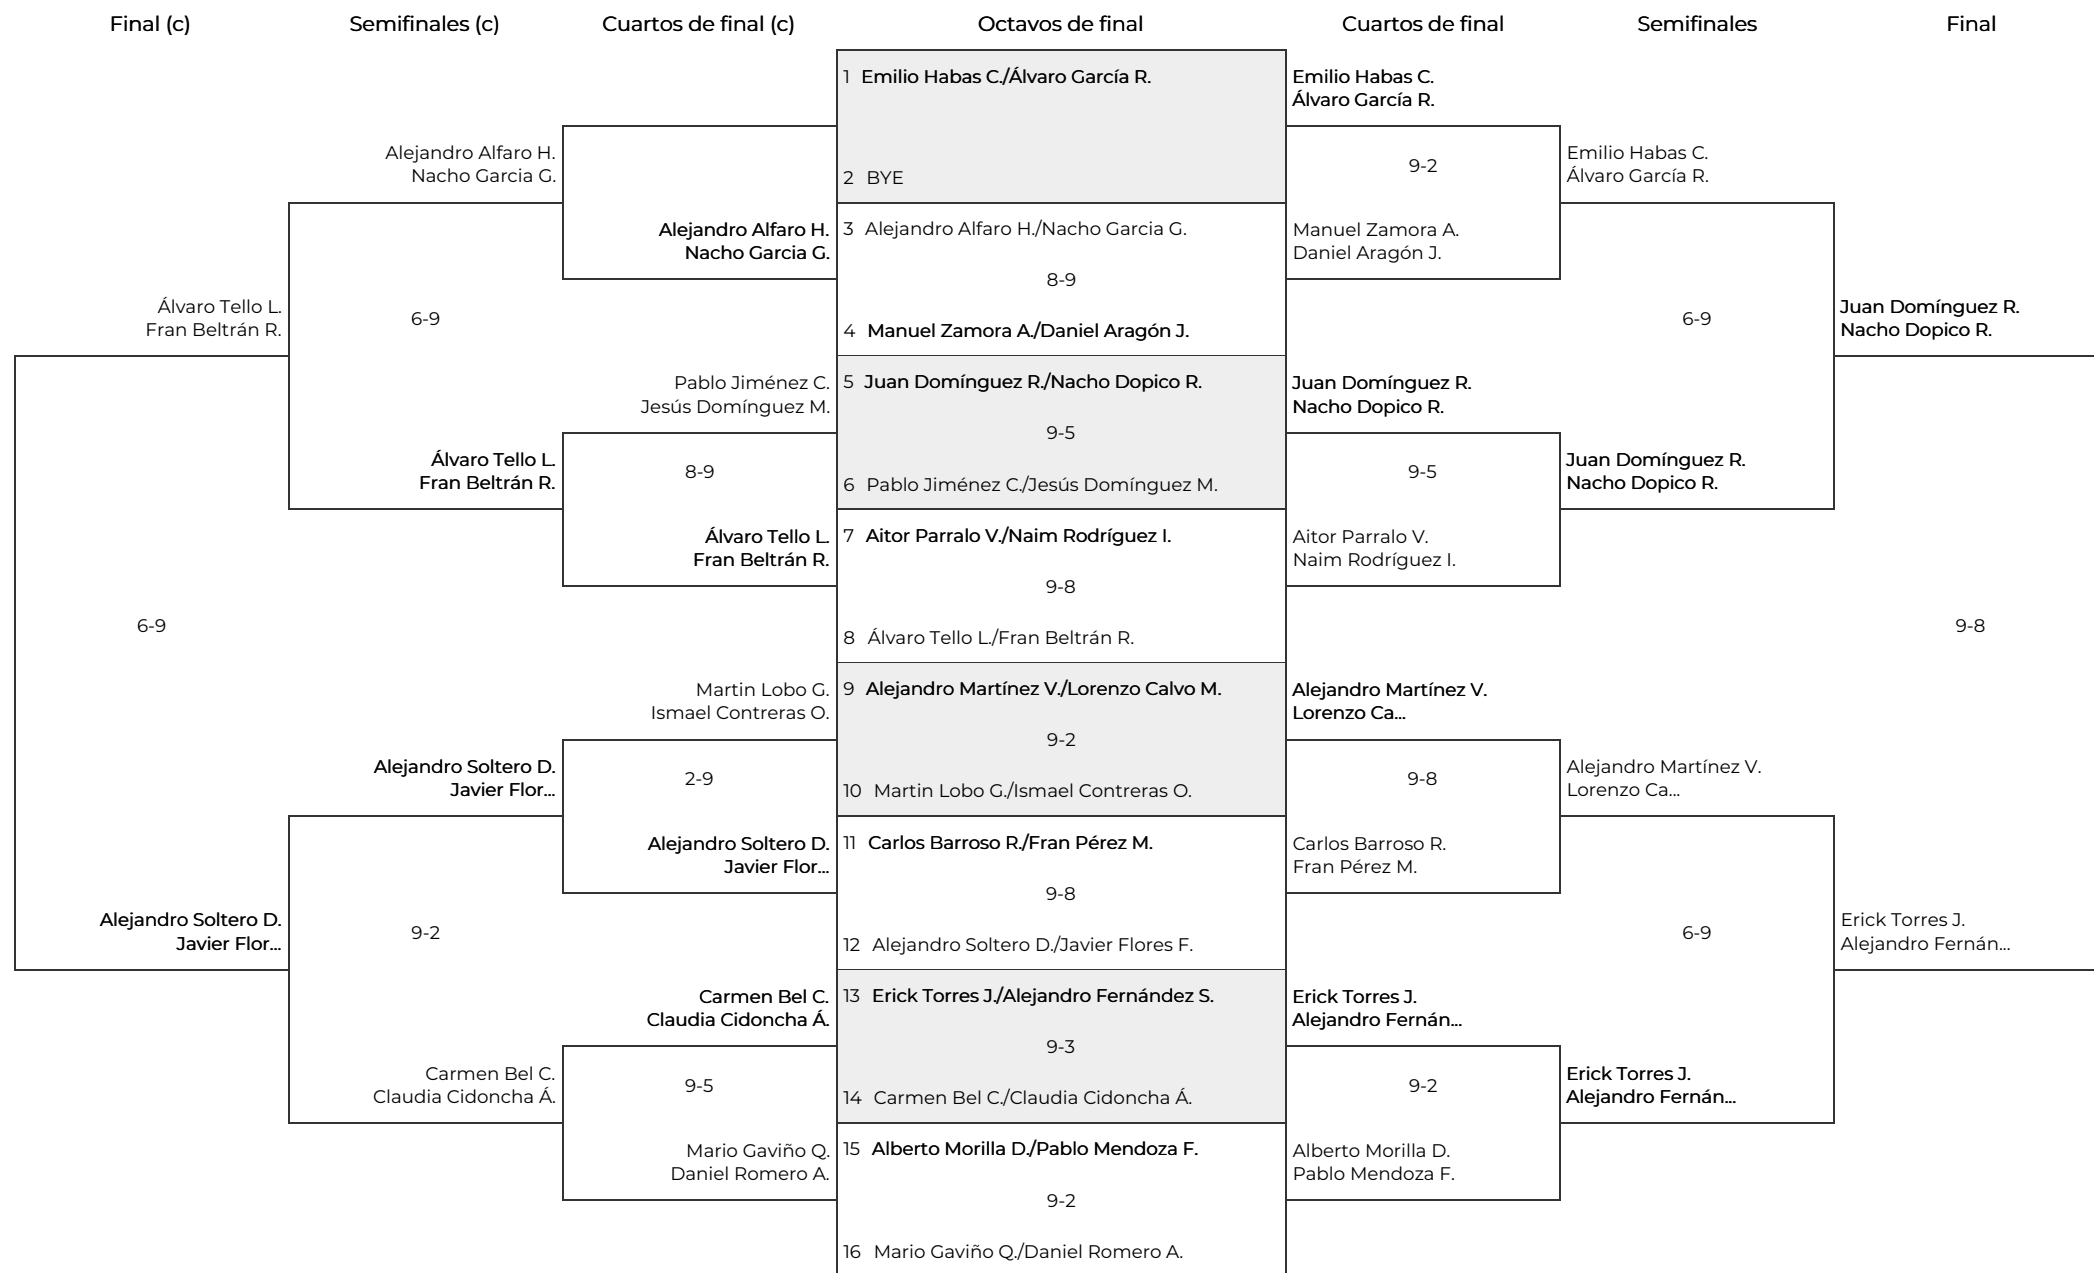 Final (c)
Semifinales (c)
Cuartos de final (c)
Octavos de final
Cuartos de final
Semifinales
Final
Álvaro Tello L.
Fran Beltrán R.
6-9
Alejandro Soltero D.
Javier Flor...
Alejandro Alfaro H.
Nacho Garcia G.
6-9
Álvaro Tello L.
Fran Beltrán R.
Alejandro Soltero D.
Javier Flor...
9-2
Carmen Bel C.
Claudia Cidoncha Á.
Alejandro Alfaro H.
Nacho Garcia G.
Pablo Jiménez C.
Jesús Domínguez M.
8-9
Álvaro Tello L.
Fran Beltrán R.
Martin Lobo G.
Ismael Contreras O.
2-9
Alejandro Soltero D.
Javier Flor...
Carmen Bel C.
Claudia Cidoncha Á.
9-5
Mario Gaviño Q.
Daniel Romero A.
1 Emilio Habas C./Álvaro García R.
2 BYE
3 Alejandro Alfaro H./Nacho Garcia G.
8-9
4 Manuel Zamora A./Daniel Aragón J.
5 Juan Domínguez R./Nacho Dopico R.
9-5
6 Pablo Jiménez C./Jesús Domínguez M.
7 Aitor Parralo V./Naim Rodríguez I.
9-8
8 Álvaro Tello L./Fran Beltrán R.
9 Alejandro Martínez V./Lorenzo Calvo M.
9-2
10 Martin Lobo G./Ismael Contreras O.
11 Carlos Barroso R./Fran Pérez M.
9-8
12 Alejandro Soltero D./Javier Flores F.
13 Erick Torres J./Alejandro Fernández S.
9-3
14 Carmen Bel C./Claudia Cidoncha Á.
15 Alberto Morilla D./Pablo Mendoza F.
9-2
16 Mario Gaviño Q./Daniel Romero A.
Emilio Habas C.
Álvaro García R.
9-2
Manuel Zamora A.
Daniel Aragón J.
Juan Domínguez R.
Nacho Dopico R.
9-5
Aitor Parralo V.
Naim Rodríguez I.
Alejandro Martínez V.
Lorenzo Ca...
9-8
Carlos Barroso R.
Fran Pérez M.
Erick Torres J.
Alejandro Fernán...
9-2
Alberto Morilla D.
Pablo Mendoza F.
Emilio Habas C.
Álvaro García R.
6-9
Juan Domínguez R.
Nacho Dopico R.
Alejandro Martínez V.
Lorenzo Ca...
6-9
Erick Torres J.
Alejandro Fernán...
Juan Domínguez R.
Nacho Dopico R.
9-8
Erick Torres J.
Alejandro Fernán...